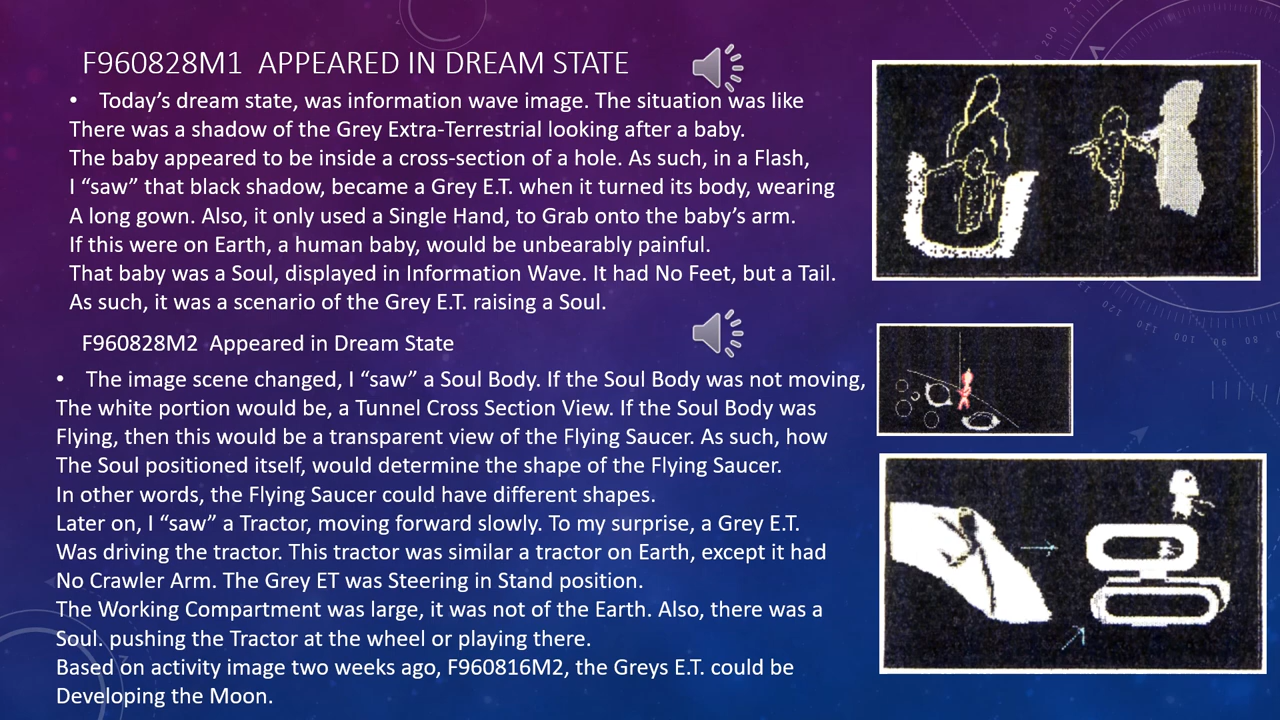 F960828M1 APPEARED IN DREAM STATE
• Today's dream state, was information wave image. The situation was like
There was a shadow of the Grey Extra-Terrestrial looking after a baby.
The baby appeared to be inside a cross-section of a hole. As such, in a Flash,
I “saw” that black shadow, became a Grey E.T. when it turned its body, wearing
A long gown. Also, it only used a Single Hand, to Grab onto the baby's arm.
If this were on Earth, a human baby, would be unbearably painful.
That baby was a Soul, displayed in Information Wave. It had No Feet, but a Tail.
As such, it was a scenario of the Grey E.T. raising a Soul.
F960828M2 Appeared in Dream State
• The image scene changed, I “saw” a Soul Body. If the Soul Body was not moving,
The white portion would be, a Tunnel Cross Section View. If the Soul Body was
Flying, then this would be a transparent view of the Flying Saucer. As such, how
The Soul positioned itself, would determine the shape of the Flying Saucer.
In other words, the Flying Saucer could have different shapes.
Later on, I “saw” a Tractor, moving forward slowly. To my surprise, a Grey E.T.
Was driving the tractor. This tractor was similar a tractor on Earth, except it had
No Crawler Arm. The Grey ET was Steering in Stand position.
The Working Compartment was large, it was not of the Earth. Also, there was a
Soul. pushing the Tractor at the wheel or playing there.
Based on activity image two weeks ago, F960816M2, the Greys E.T. could be
Developing the Moon.